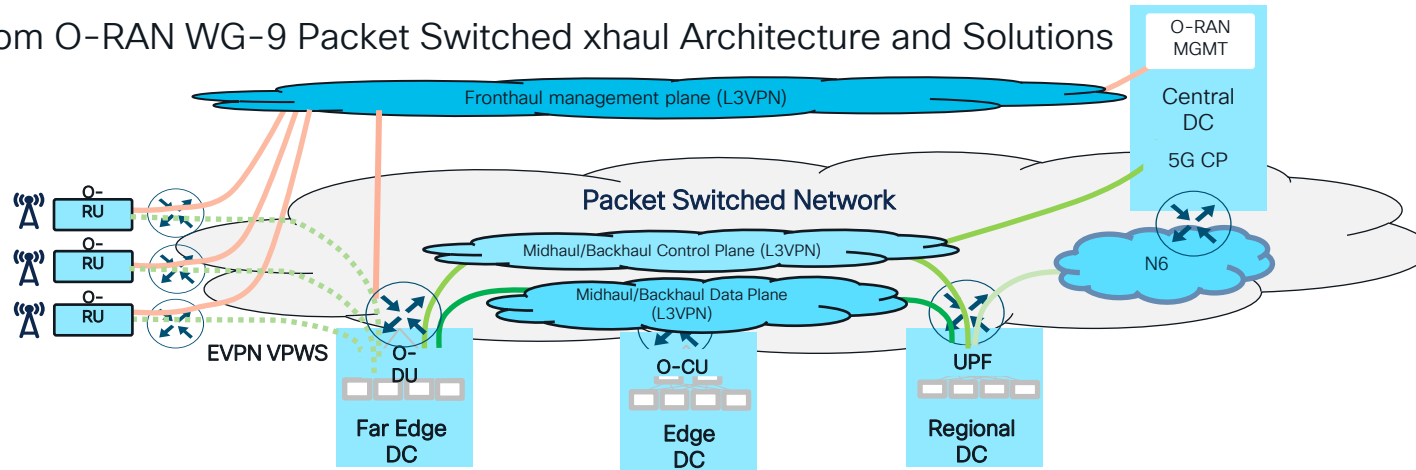 om O-RAN WG-9 Packet Switched xhaul Architecture and Solutions
O-RAN
MGMT
Fronthaul management plane (L3VPN)
Central
DC
5G CP
Packet Switched Network
O-
RU
O-
RU
O-
RU
Midhaul/Backhaul Control Plane (L3VPN)
N6
Midhaul/Backhaul Data Plane
(L3VPN)
EVPN VPWS
O-
DU
O-CU
UPF
Far Edge
DC
Edge
DC
Regional
DC